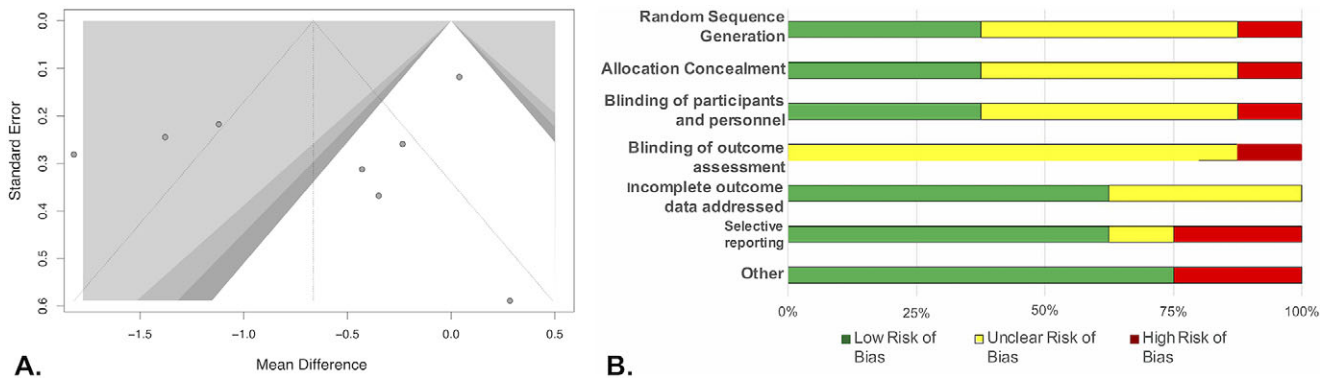 0.0
0.1
0.2
0.3
0.4
0.5
0.6
Standard Error
−1.5
−1.0
−0.5
0.0
0.5
Mean Difference
A.
Random Sequence
Generation
Allocation Concealment
Blinding of participants
and personnel
Blinding of outcome
assessment
Incomplete outcome
data addressed
Selective
reporting
Other
0%
25%
50%
75%
100%
Low Risk of
Bias
Unclear Risk of
Bias
High Risk of
Bias
B.